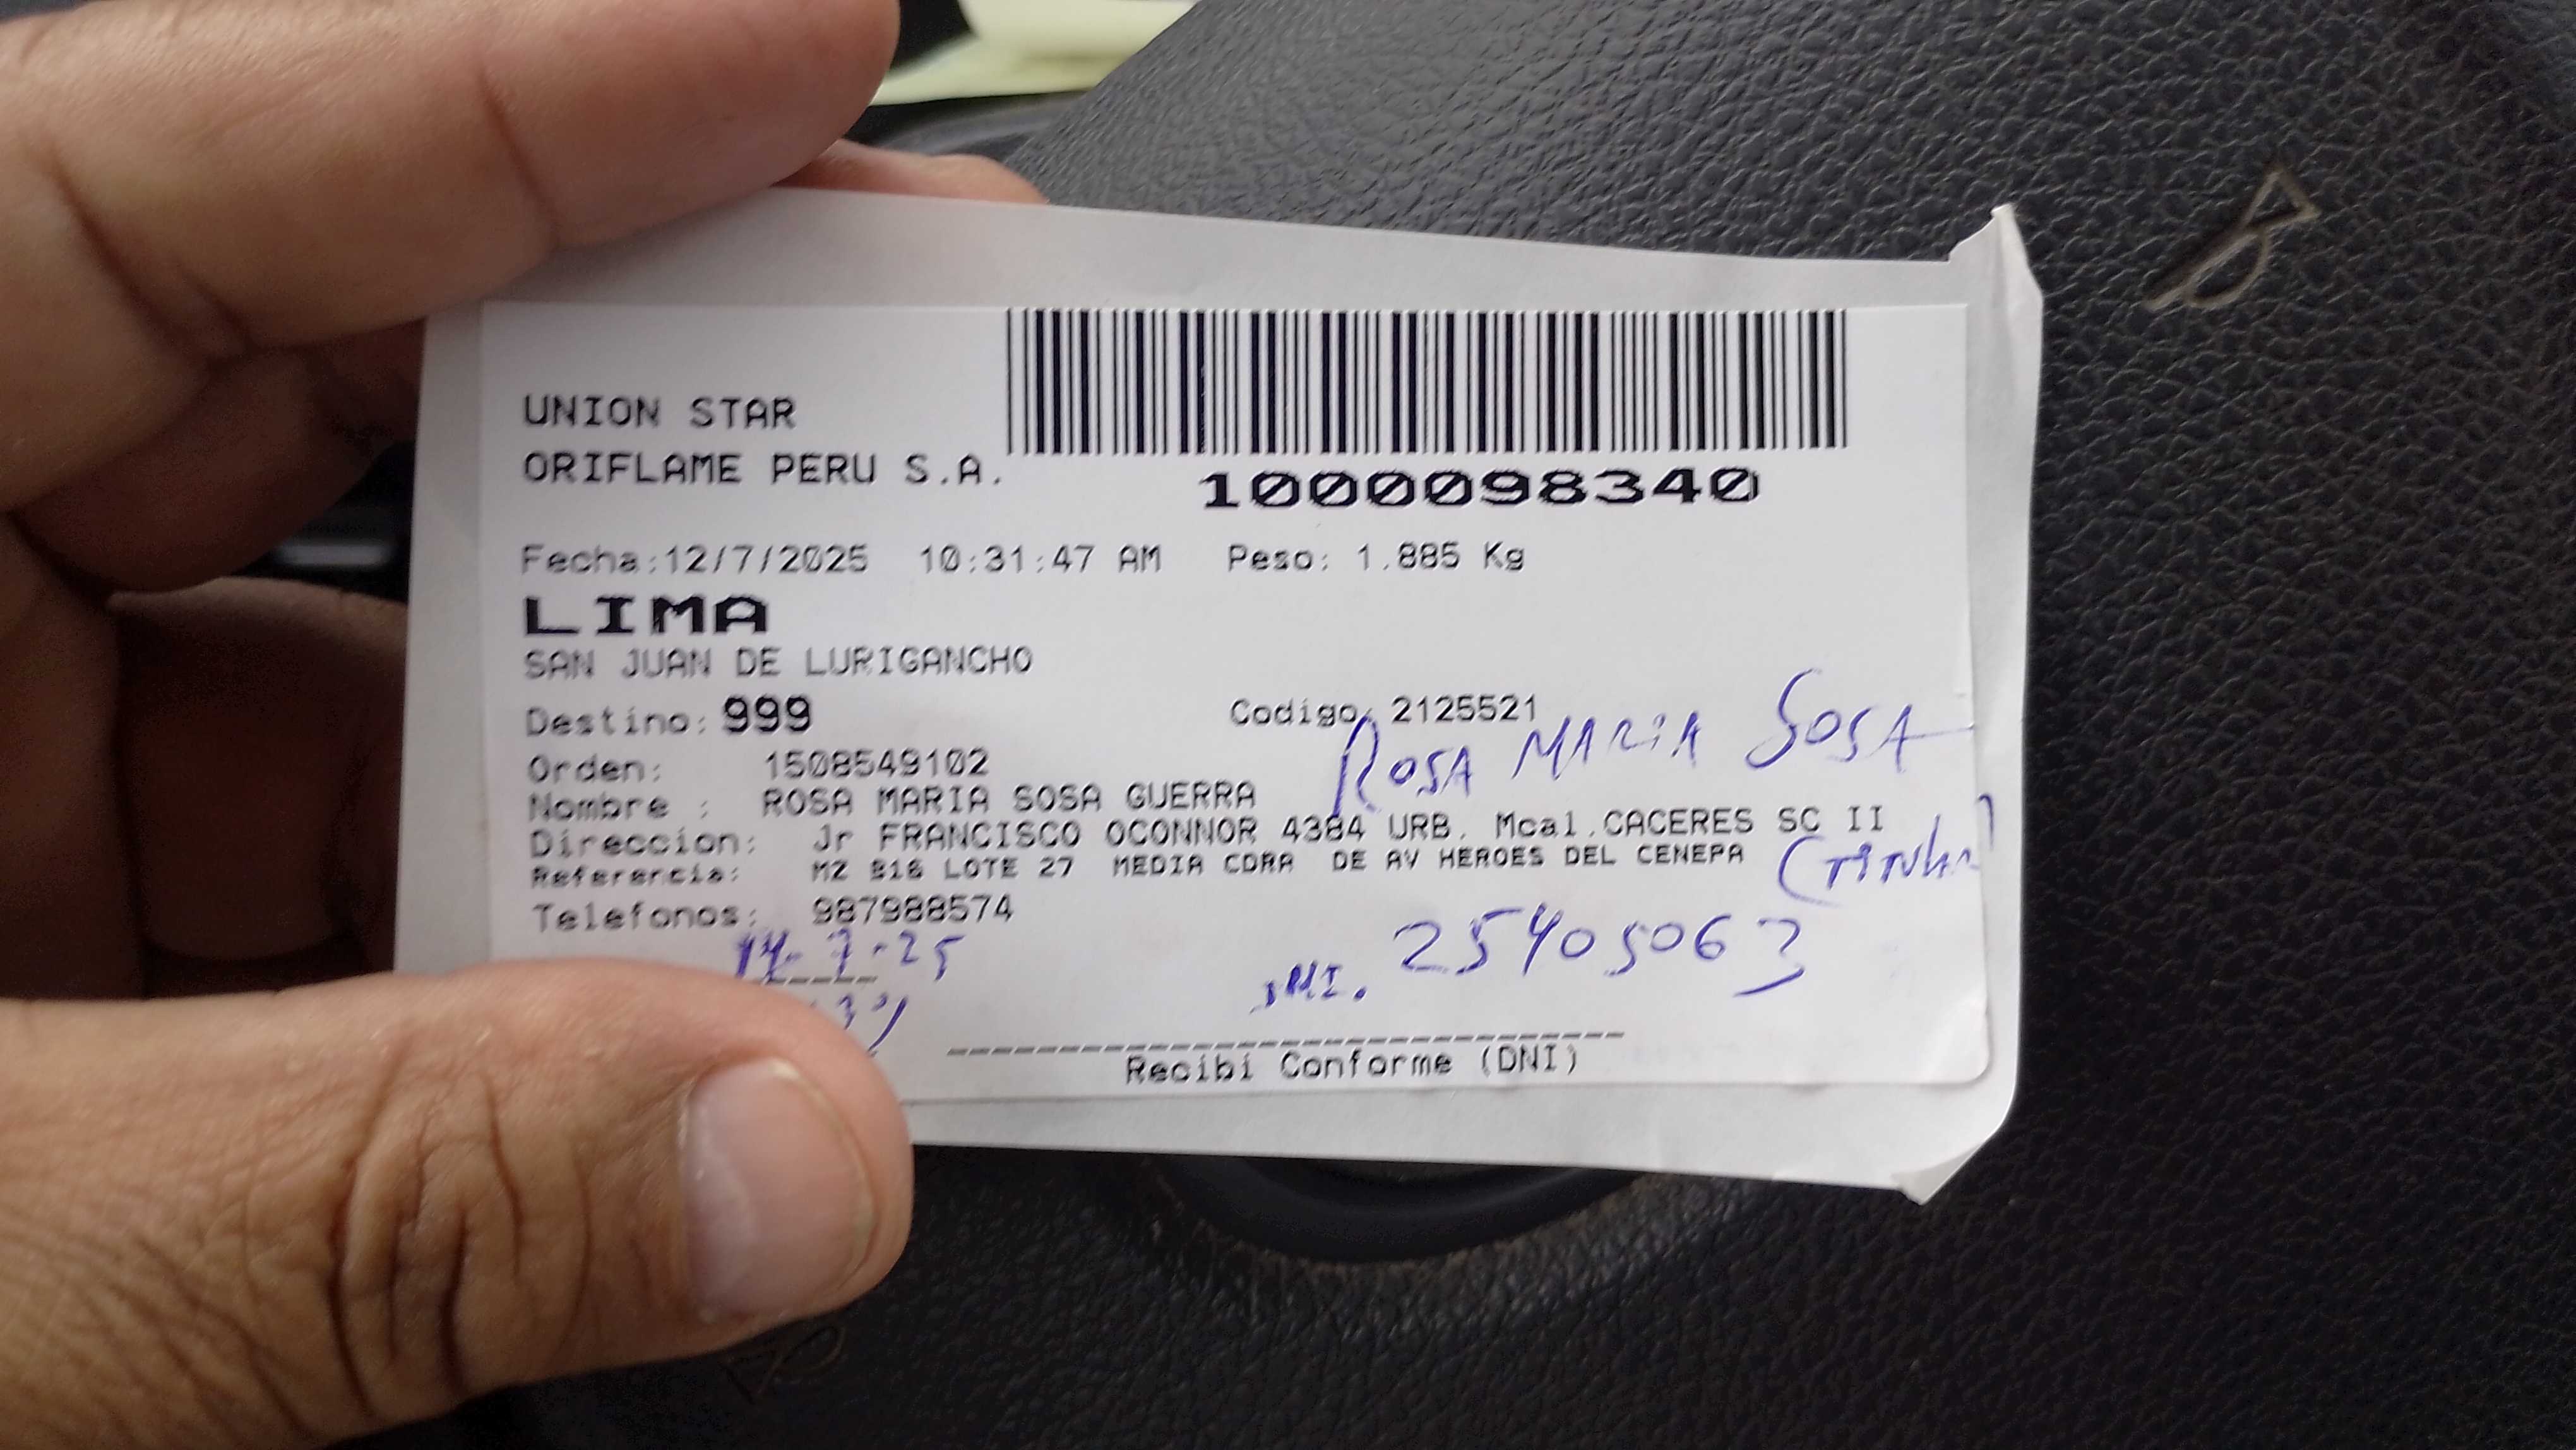 UNION STAR
ORIFLAME PERU S.A.
1000098340
Fecha:12/7/2025 10:31:47 AM Peso: 1.885 Kg
LIMA
SAN JUAN DE LURIGANCHO
Destino: 999 Codigo: 2125521
ROSA MARIA SOSA
Orden: 1508549102
Nombre : ROSA MARIA SOSA GUERRA
Direccion: Jr FRANCISCO OCONNOR 4384 URB. Mcal.CACERES SC II
Referencia: MZ B16 LOTE 27 MEDIA CDRA DE AV HEROES DEL CENEPA
Telefonos: 987988574
14-7-25
25405063
Recibi Conforme (DNI)